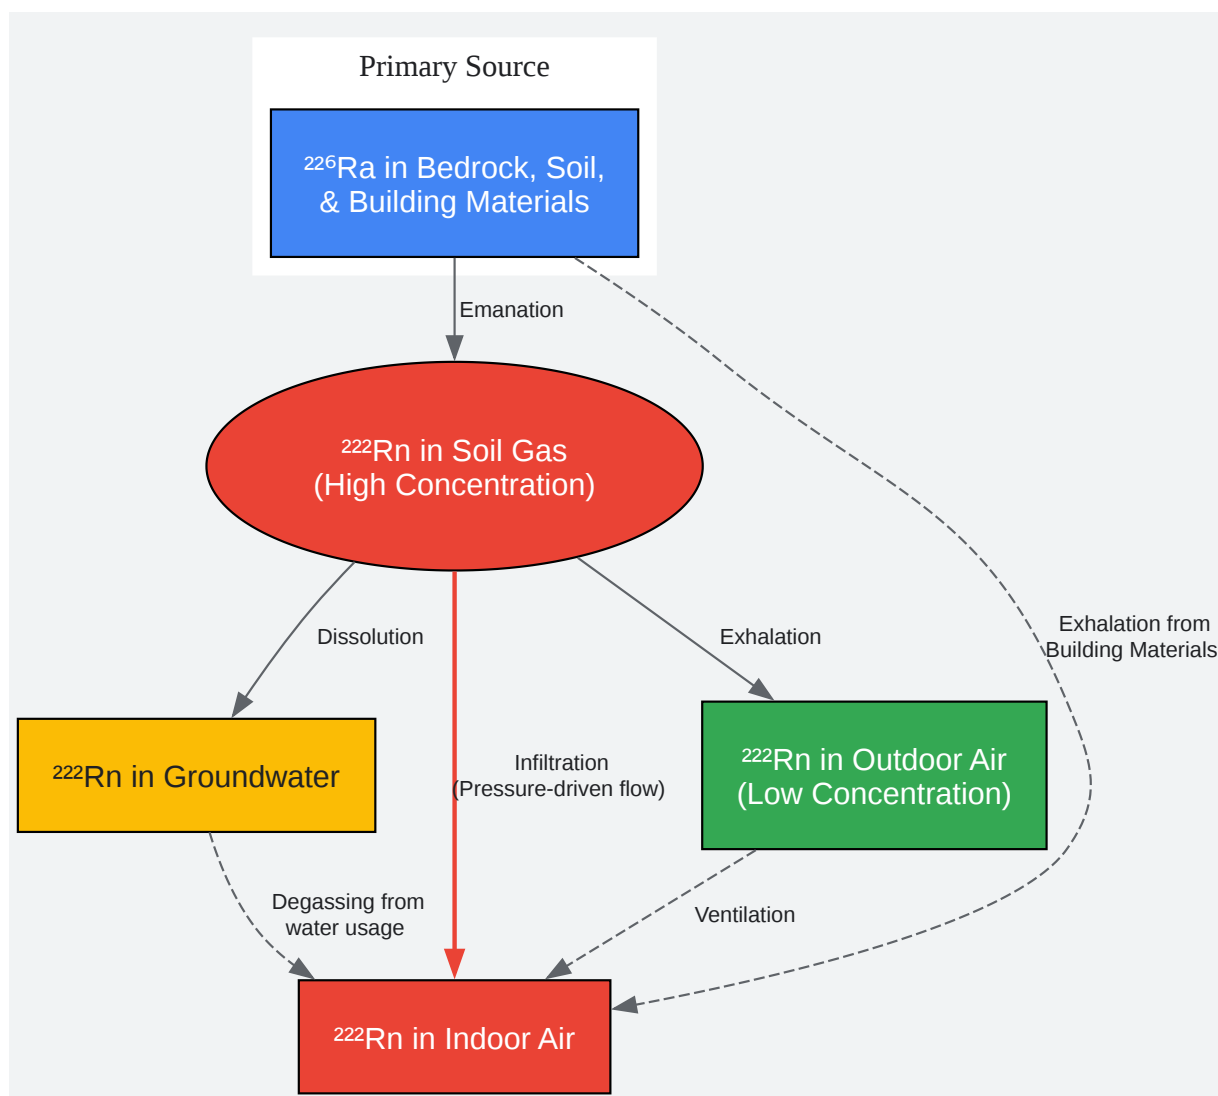 Primary Source
²²⁶Ra in Bedrock, Soil,
& Building Materials
Emanation
²²²Rn in Soil Gas
(High Concentration)
Dissolution
Exhalation
Exhalation from
Building Materials
²²²Rn in Groundwater
Infiltration
(Pressure-driven flow)
²²²Rn in Outdoor Air
(Low Concentration)
Degassing from
water usage
Ventilation
²²²Rn in Indoor Air